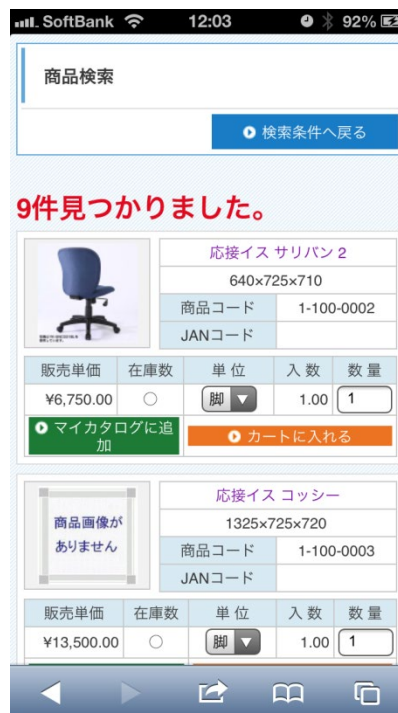 SoftBank 12:03 92%
商品検索
検索条件へ戻る
9件見つかりました。
応接イス サリバン 2
640×725×710
商品コード 1-100-0002
JANコード
販売単価 在庫数 単 位 入 数 数 量
¥6,750.00 ○ 脚 1.00 1
マイカタログに追
加
カートに入れる
応接イス コッシー
商品画像が
ありません
1325×725×720
商品コード 1-100-0003
JANコード
販売単価 在庫数 単 位 入 数 数 量
¥13,500.00 ○ 脚 1.00 1